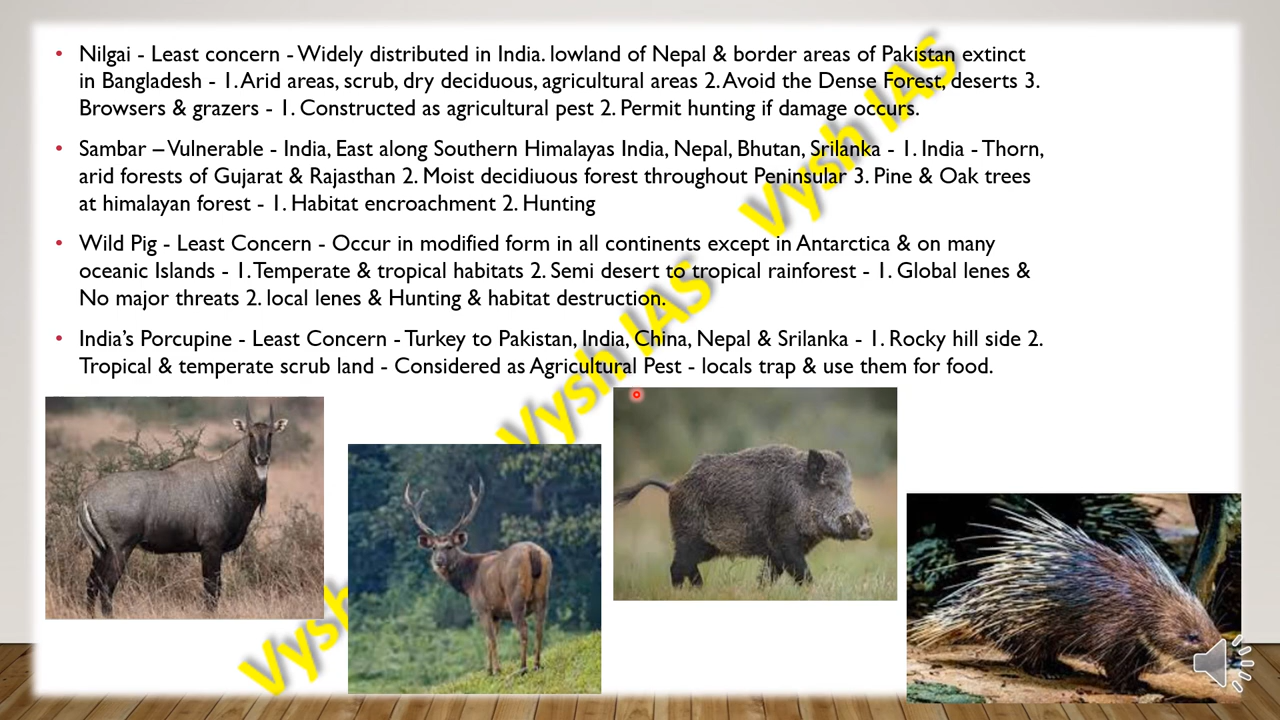 • Nilgai - Least concern - Widely distributed in India. lowland of Nepal & border areas of Pakistan extinct
in Bangladesh - 1. Arid areas, scrub, dry deciduous, agricultural areas 2. Avoid the Dense Forest, deserts 3.
Browsers & grazers - 1. Constructed as agricultural pest 2. Permit hunting if damage occurs.
• Sambar – Vulnerable - India, East along Southern Himalayas India, Nepal, Bhutan, Srilanka - 1. India - Thorn,
arid forests of Gujarat & Rajasthan 2. Moist decidiuous forest throughout Peninsular 3. Pine & Oak trees
at himalayan forest - 1. Habitat encroachment 2. Hunting
• Wild Pig - Least Concern - Occur in modified form in all continents except in Antarctica & on many
oceanic Islands - 1. Temperate & tropical habitats 2. Semi desert to tropical rainforest - 1. Global lenes &
No major threats 2. local lenes & Hunting & habitat destruction.
• India's Porcupine - Least Concern - Turkey to Pakistan, India, China, Nepal & Srilanka - 1. Rocky hill side 2.
Tropical & temperate scrub land - Considered as Agricultural Pest - locals trap & use them for food.
Vysh IAS
Vysh IAS
Vysh